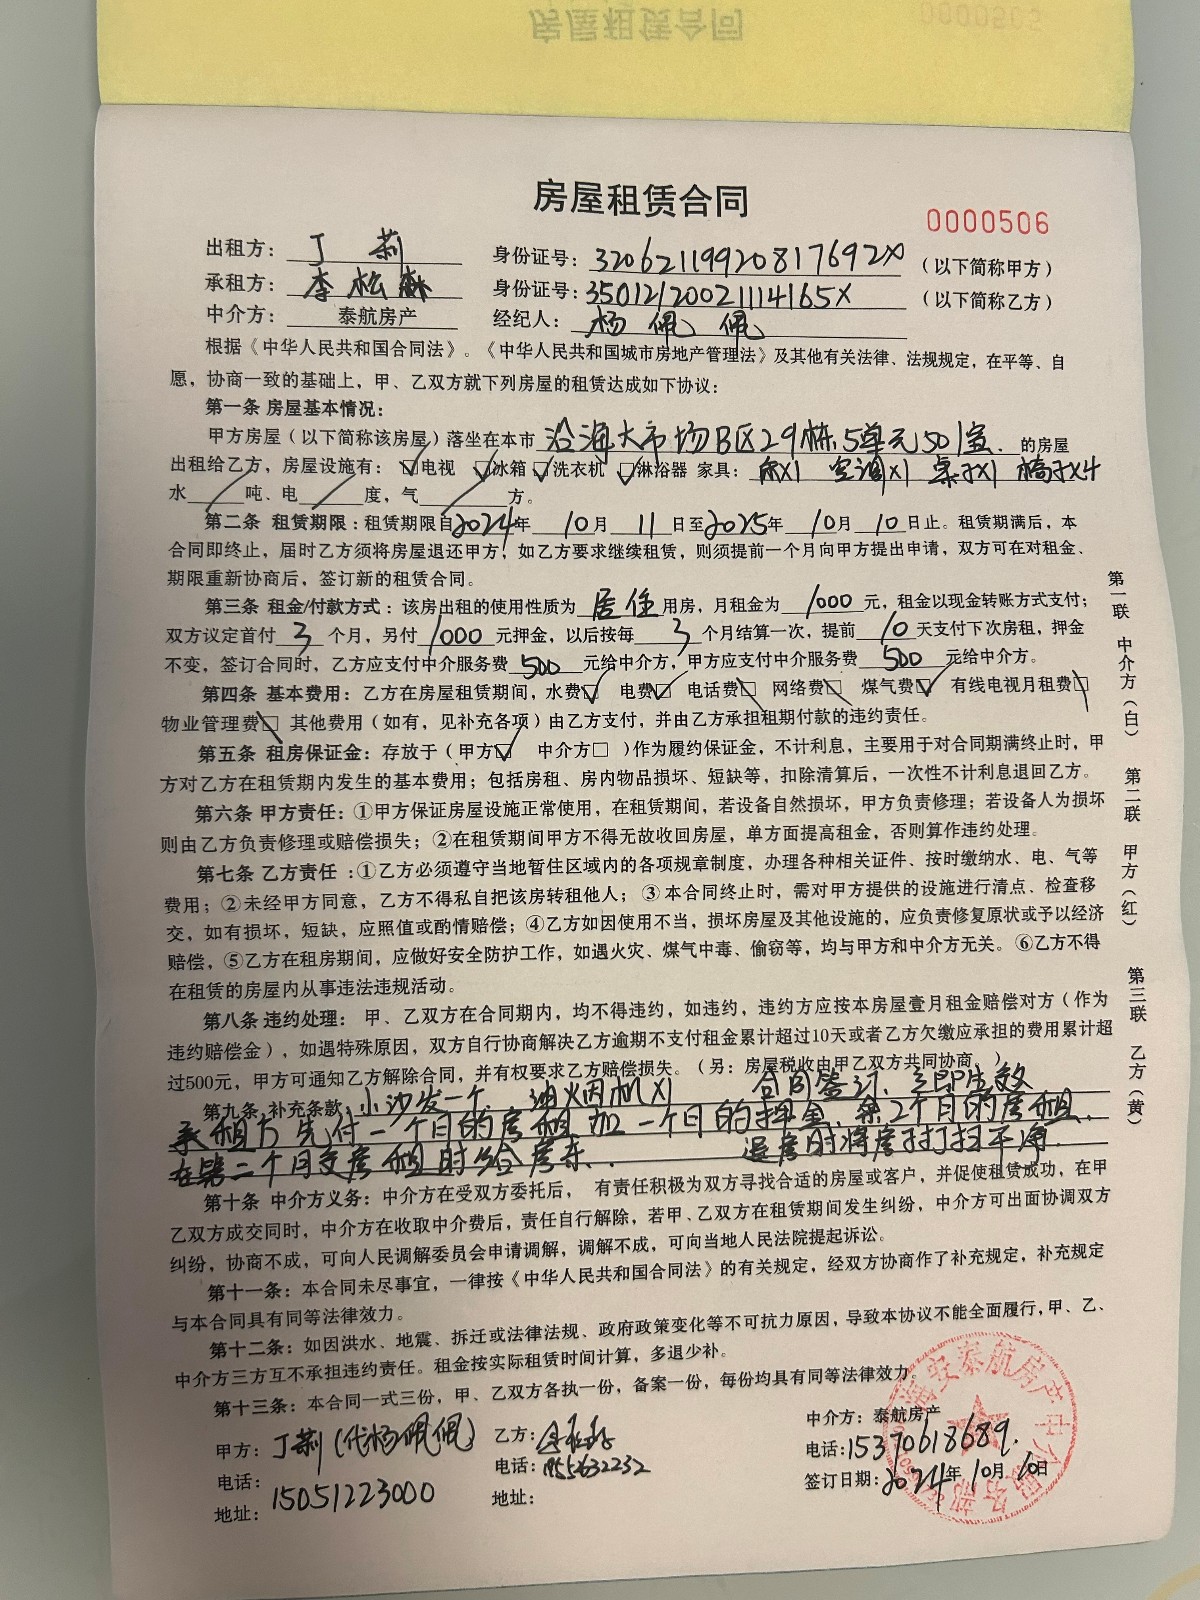 房屋租赁合同
0000506
出租方：丁莉 身份证号：32062119920817692X （以下简称甲方）
承租方：李松 身份证号：35012120021114165X （以下简称乙方）
中介方：泰航房产 经纪人：杨佩佩
根据《中华人民共和国合同法》。《中华人民共和国城市房地产管理法》及其他有关法律、法规规定，在平等、自
愿，协商一致的基础上，甲、乙双方就下列房屋的租赁达成如下协议：
第一条 房屋基本情况：
甲方房屋（以下简称该房屋）落坐在本市沿海大市场B区29栋.5单元501室.的房屋
出租给乙方，房屋设施有：☑电视 ☑冰箱 ☑洗衣机 ☑淋浴器 家具：床X1 空调X1 桌子X1 椅子X4
水 吨、电 度，气 方。
第二条 租赁期限：租赁期限自2024年10月11日至2025年10月10日止。租赁期满后，本
合同即终止，届时乙方须将房屋退还甲方，如乙方要求继续租赁，则须提前一个月向甲方提出申请，双方可在对租金、
期限重新协商后，签订新的租赁合同。
第三条 租金/付款方式：该房出租的使用性质为居住用房，月租金为1000元，租金以现金转账方式支付；
双方议定首付3个月，另付1000元押金，以后按每3个月结算一次，提前10天支付下次房租，押金
不变，签订合同时，乙方应支付中介服务费500元给中介方，甲方应支付中介服务费500元给中介方。
第四条 基本费用：乙方在房屋租赁期间，水费☑ 电费☑ 电话费□ 网络费□ 煤气费☑ 有线电视月租费□
物业管理费□ 其他费用（如有，见补充各项）由乙方支付，并由乙方承担租期付款的违约责任。
第五条 租房保证金：存放于（甲方☑ 中介方□ ）作为履约保证金，不计利息，主要用于对合同期满终止时，甲
方对乙方在租赁期内发生的基本费用；包括房租、房内物品损坏、短缺等，扣除清算后，一次性不计利息退回乙方。
第六条 甲方责任：①甲方保证房屋设施正常使用，在租赁期间，若设备自然损坏，甲方负责修理；若设备人为损坏
则由乙方负责修理或赔偿损失；②在租赁期间甲方不得无故收回房屋，单方面提高租金，否则算作违约处理。
第七条 乙方责任：①乙方必须遵守当地暂住区域内的各项规章制度，办理各种相关证件、按时缴纳水、电、气等
费用；②未经甲方同意，乙方不得私自把该房转租他人；③本合同终止时，需对甲方提供的设施进行清点、检查移
交，如有损坏，短缺，应照值或酌情赔偿；④乙方如因使用不当，损坏房屋及其他设施的，应负责修复原状或予以经济
赔偿，⑤乙方在租房期间，应做好安全防护工作，如遇火灾、煤气中毒、偷窃等，均与甲方和中介方无关。⑥乙方不得
在租赁的房屋内从事违法违规活动。
第八条 违约处理：甲、乙双方在合同期内，均不得违约，如违约，违约方应按本房屋壹月租金赔偿对方（作为
违约赔偿金），如遇特殊原因，双方自行协商解决乙方逾期不支付租金累计超过10天或者乙方欠缴应承担的费用累计超
过500元，甲方可通知乙方解除合同，并有权要求乙方赔偿损失。（另：房屋税收由甲乙双方共同协商。）
第九条 补充条款：小沙发一个 油烟机X1 合同签订，立即生效
承租方先付一个月的房租加一个月的押金.余2个月的房租.
在第二个月交房租时给房东.. 退房时将房打扫干净.
第十条 中介方义务：中介方在受双方委托后， 有责任积极为双方寻找合适的房屋或客户，并促使租赁成功，在甲
乙双方成交同时，中介方在收取中介费后，责任自行解除，若甲、乙双方在租赁期间发生纠纷，中介方可出面协调双方
纠纷，协商不成，可向人民调解委员会申请调解，调解不成，可向当地人民法院提起诉讼。
第十一条：本合同未尽事宜，一律按《中华人民共和国合同法》的有关规定，经双方协商作了补充规定，补充规定
与本合同具有同等法律效力。
第十二条：如因洪水、地震、拆迁或法律法规、政府政策变化等不可抗力原因，导致本协议不能全面履行，甲、乙、
中介方三方互不承担违约责任。租金按实际租赁时间计算，多退少补。
第十三条：本合同一式三份，甲、乙双方各执一份，备案一份，每份均具有同等法律效力。
甲方：丁莉(代杨佩佩) 乙方： 中介方：泰航房产
电话：15051223000 电话： 电话：15370618689.
地址： 地址： 签订日期：2024年10月10日
海安泰航房产中介服务部
第一联 中介方（白） 第二联 甲方（红） 第三联 乙方（黄）